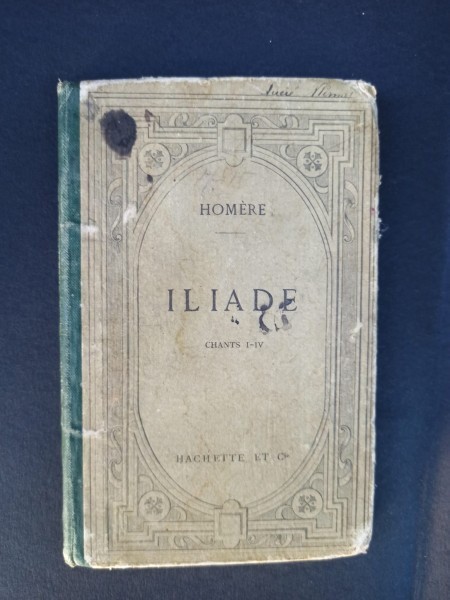 HOMÈRE
ILIADE
CHANTS I-IV
HACHETTE ET Cie